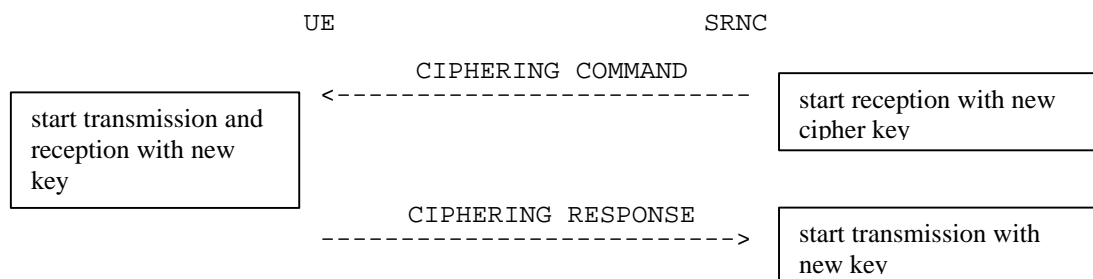 UE SRNC
CIPHERING COMMAND
<--------------------------
start reception with new
cipher key
start transmission and
reception with new
key
CIPHERING RESPONSE
-------------------------->
start transmission with
new key